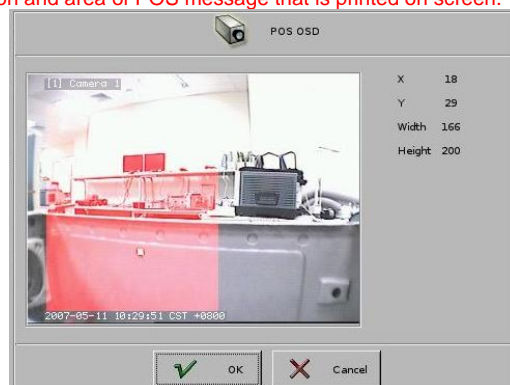 on and area of POS message that is printed on screen.
POS OSD
[1] Camera 1
X 18
Y 29
Width 166
Height 200
2007-05-11 10:29:51 CST +0800
OK
Cancel